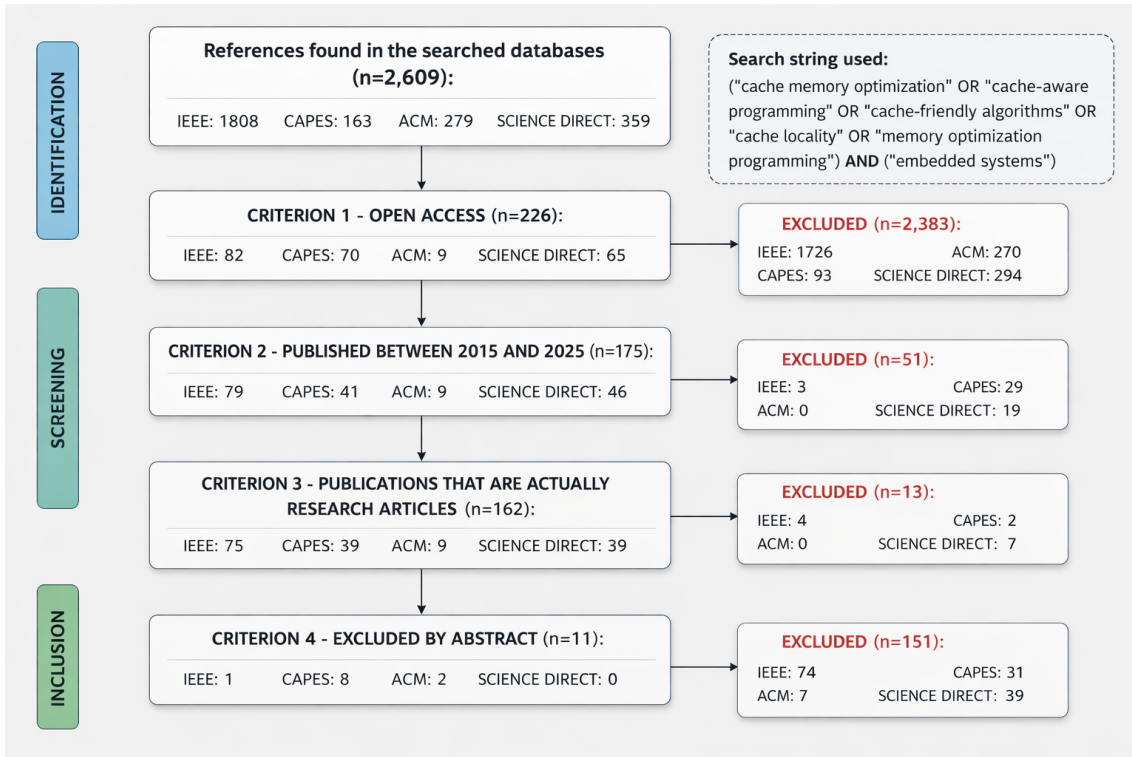 IDENTIFICATION
References found in the searched databases
(n=2,609):
IEEE: 1808 CAPES: 163 ACM: 279 SCIENCE DIRECT: 359
Search string used:
("cache memory optimization" OR "cache-aware
programming" OR "cache-friendly algorithms" OR
"cache locality" OR "memory optimization
programming") AND ("embedded systems")
CRITERION 1 - OPEN ACCESS (n=226):
IEEE: 82 CAPES: 70 ACM: 9 SCIENCE DIRECT: 65
EXCLUDED (n=2,383):
IEEE: 1726 ACM: 270
CAPES: 93 SCIENCE DIRECT: 294
SCREENING
CRITERION 2 - PUBLISHED BETWEEN 2015 AND 2025 (n=175):
IEEE: 79 CAPES: 41 ACM: 9 SCIENCE DIRECT: 46
EXCLUDED (n=51):
IEEE: 3 CAPES: 29
ACM: 0 SCIENCE DIRECT: 19
CRITERION 3 - PUBLICATIONS THAT ARE ACTUALLY
RESEARCH ARTICLES (n=162):
IEEE: 75 CAPES: 39 ACM: 9 SCIENCE DIRECT: 39
EXCLUDED (n=13):
IEEE: 4 CAPES: 2
ACM: 0 SCIENCE DIRECT: 7
INCLUSION
CRITERION 4 - EXCLUDED BY ABSTRACT (n=11):
IEEE: 1 CAPES: 8 ACM: 2 SCIENCE DIRECT: 0
EXCLUDED (n=151):
IEEE: 74 CAPES: 31
ACM: 7 SCIENCE DIRECT: 39